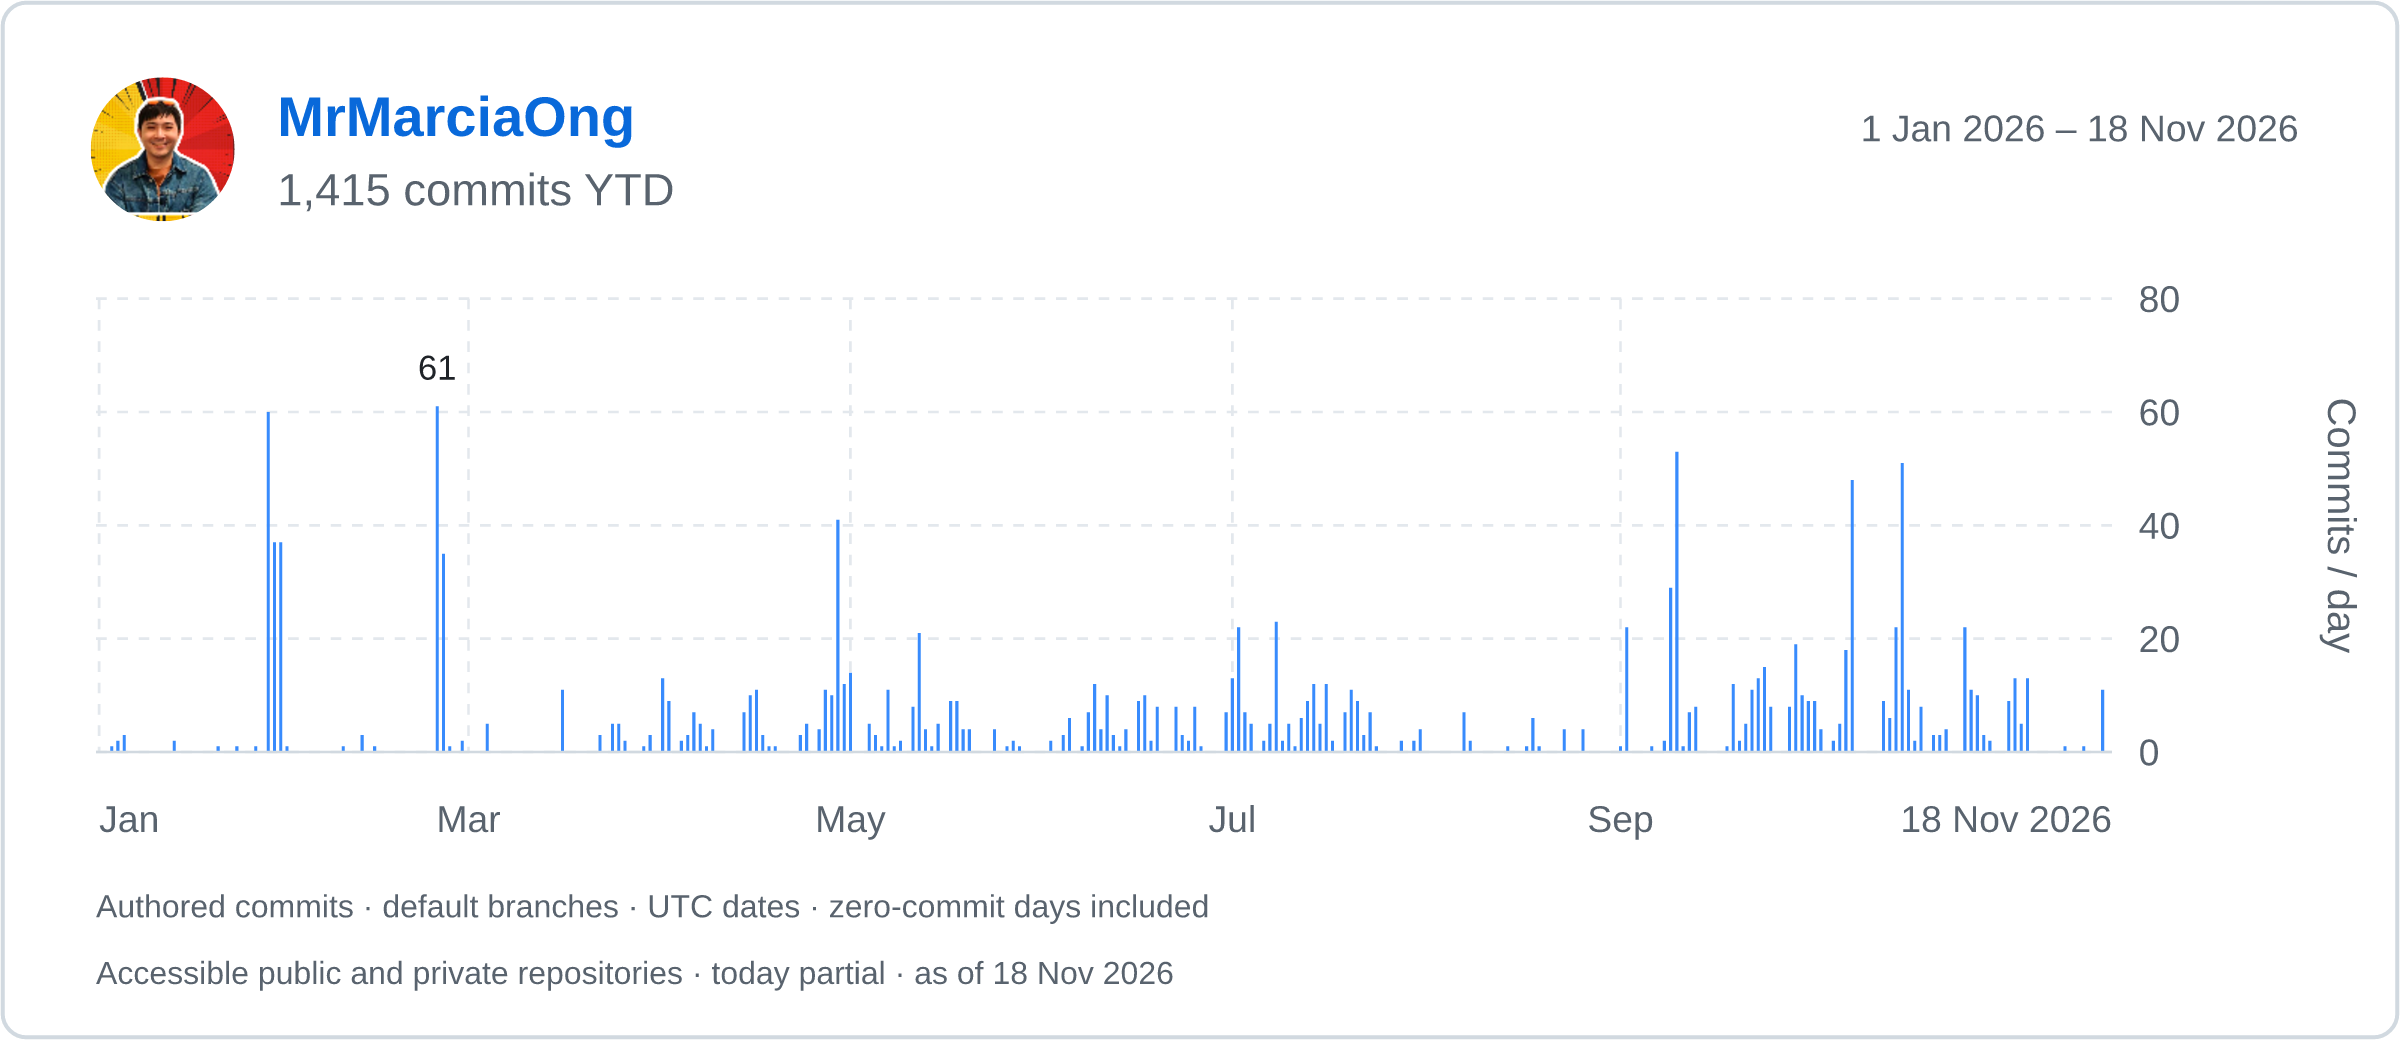 MrMarciaOng
1,415 commits YTD
1 Jan 2026 – 18 Nov 2026
80
61
60
40
20
0
Commits / day
Jan Mar May Jul Sep 18 Nov 2026
Authored commits · default branches · UTC dates · zero-commit days included
Accessible public and private repositories · today partial · as of 18 Nov 2026